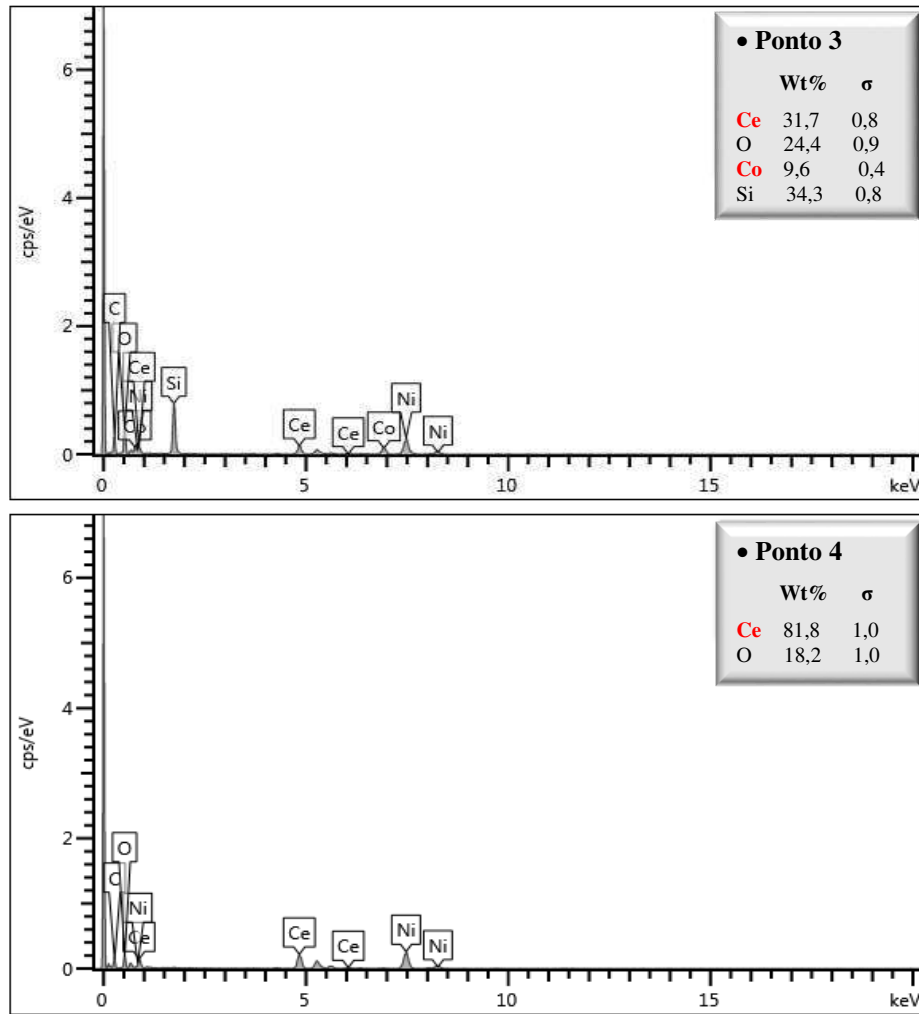 • Ponto 3
Wt% σ
Ce 31,7 0,8
O 24,4 0,9
Co 9,6 0,4
Si 34,3 0,8
6
4
2
0
cps/eV
C
O
Ce
Ni
Co
Si
Ce
Ce
Co
Ni
Ni
0 5 10 15 keV
• Ponto 4
Wt% σ
Ce 81,8 1,0
O 18,2 1,0
6
4
2
0
cps/eV
O
C
Ni
Ce
Ce
Ce
Ni
Ni
0 5 10 15 keV